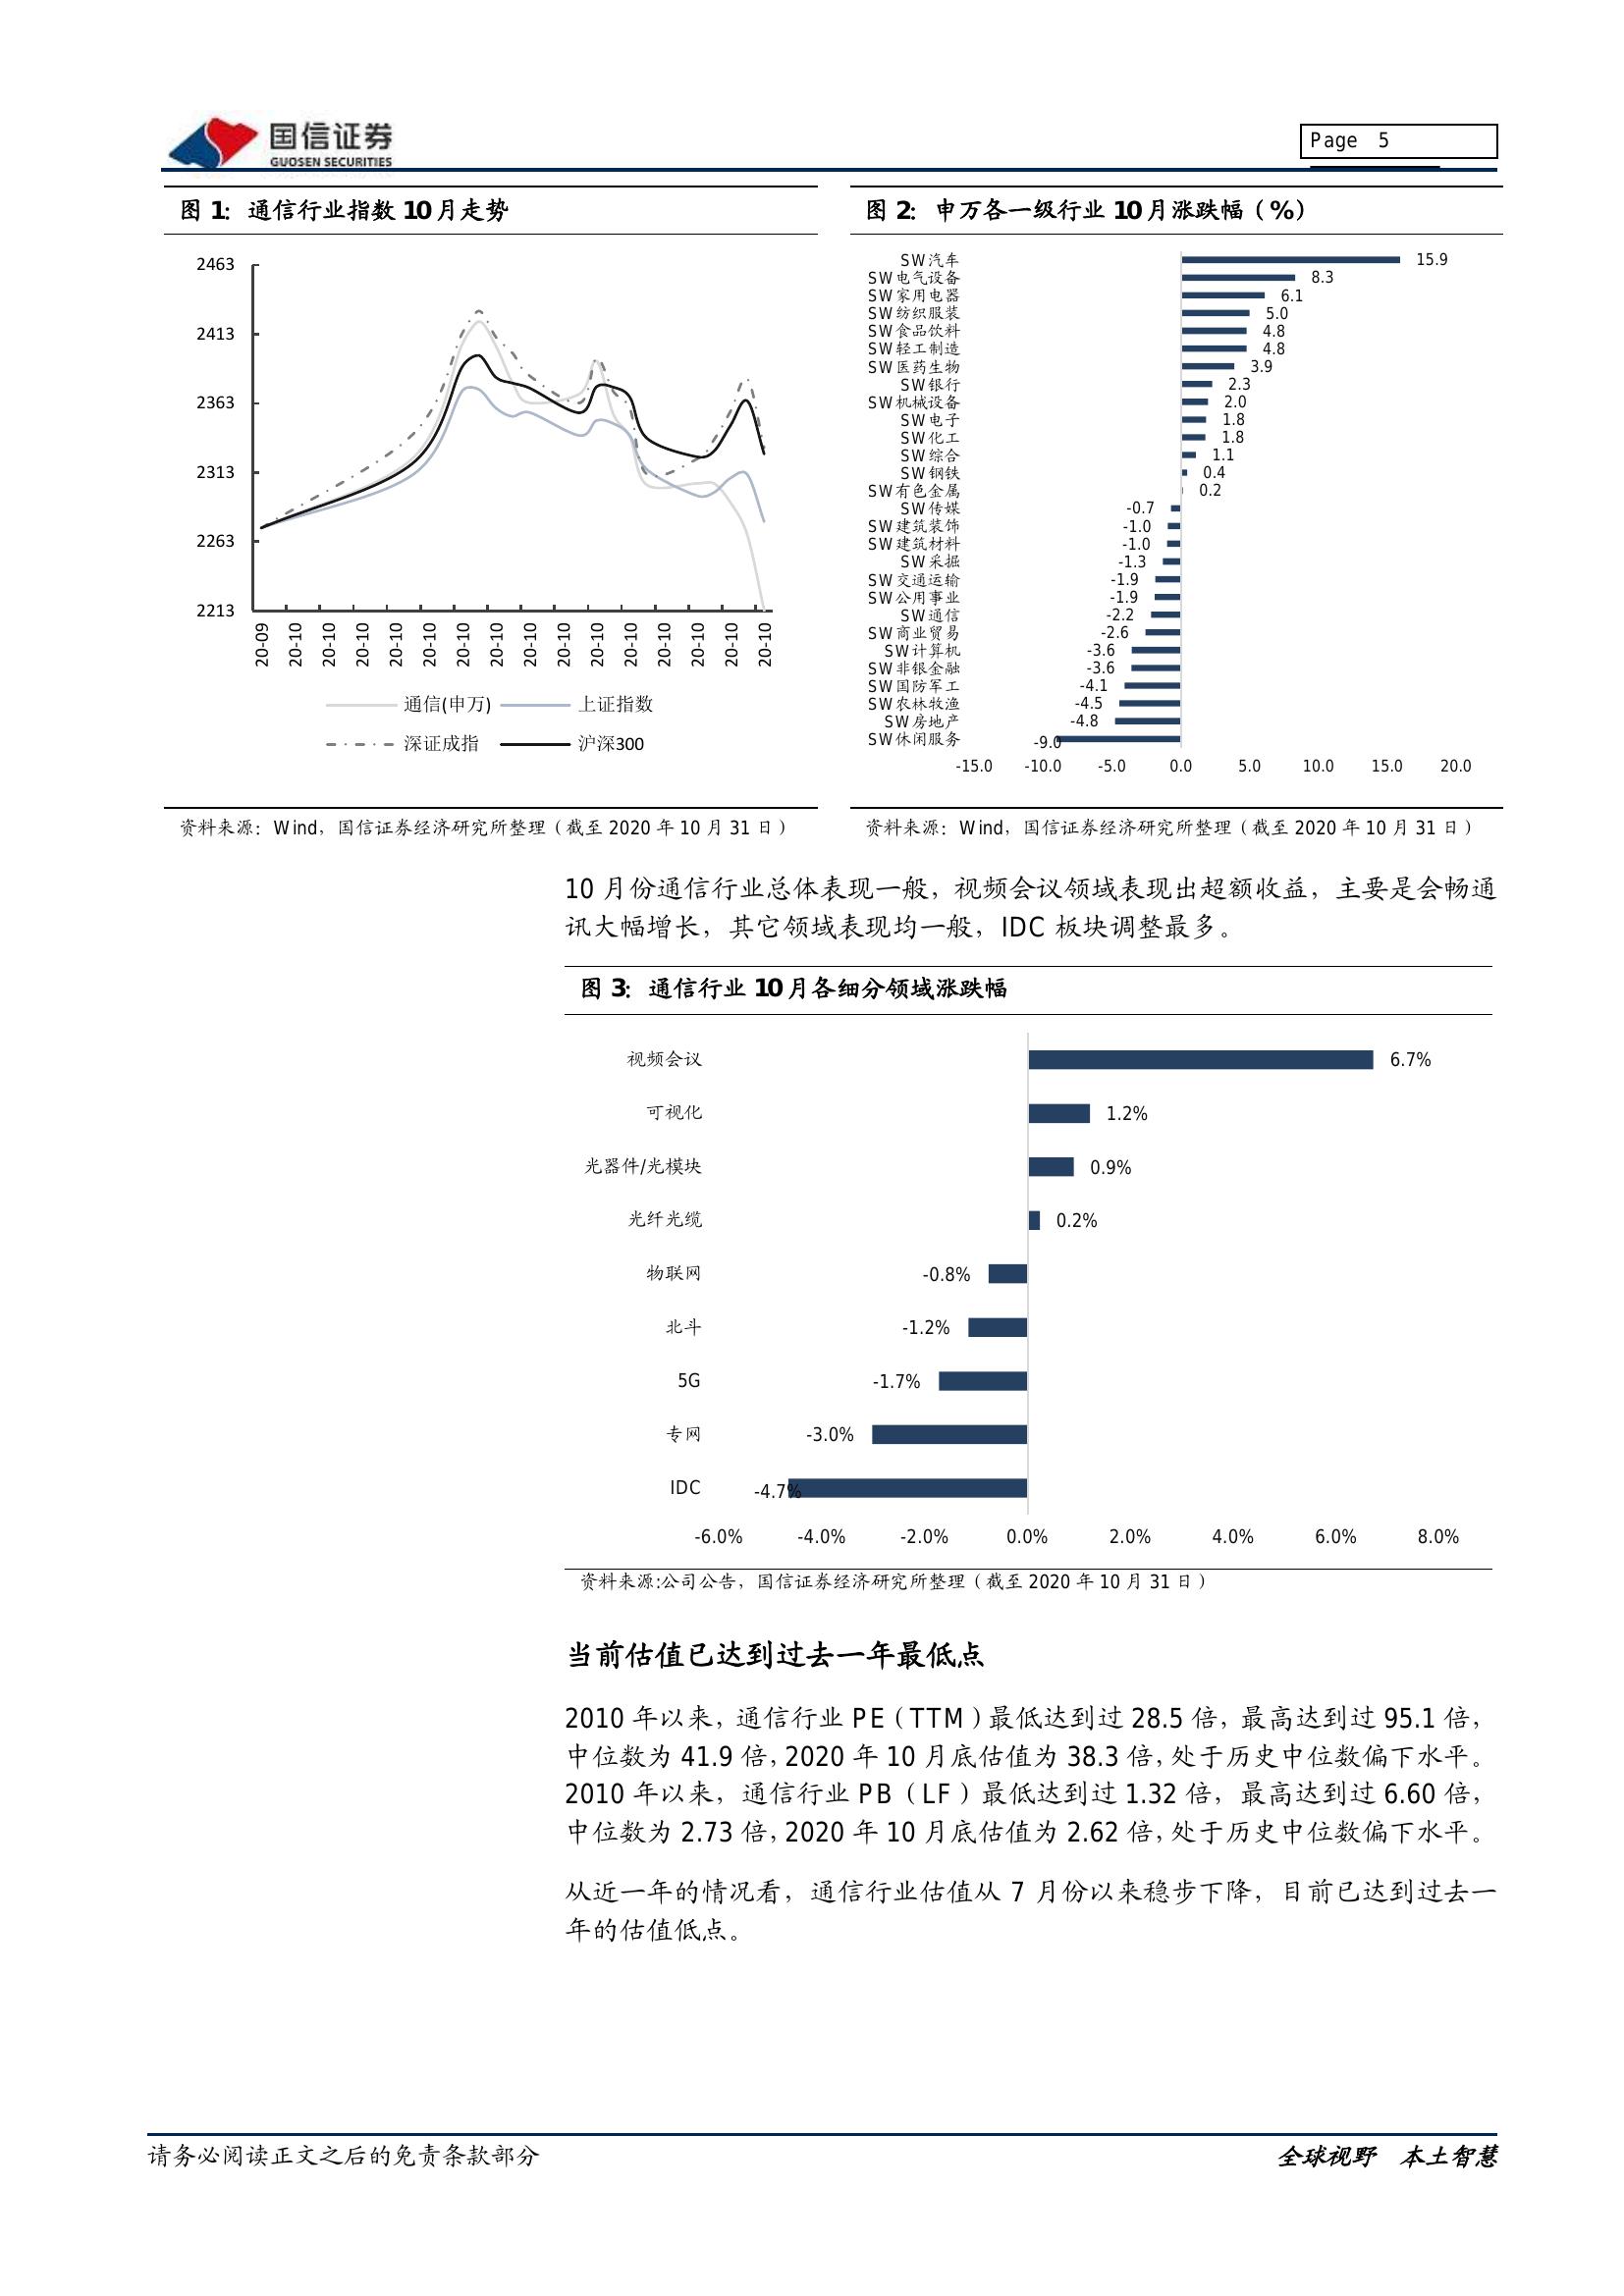 国信证券
GUOSEN SECURITIES
Page 5
图 1：通信行业指数 10 月走势
2463
2413
2363
2313
2263
2213
20-09 20-10 20-10 20-10 20-10 20-10 20-10 20-10 20-10 20-10 20-10 20-10 20-10 20-10 20-10 20-10
通信(申万) 上证指数
深证成指 沪深300
资料来源：Wind，国信证券经济研究所整理（截至 2020 年 10 月 31 日）
图 2：申万各一级行业 10 月涨跌幅（%）
SW汽车 15.9
SW电气设备 8.3
SW家用电器 6.1
SW纺织服装 5.0
SW食品饮料 4.8
SW轻工制造 4.8
SW医药生物 3.9
SW银行 2.3
SW机械设备 2.0
SW电子 1.8
SW化工 1.8
SW综合 1.1
SW钢铁 0.4
SW有色金属 0.2
SW传媒 -0.7
SW建筑装饰 -1.0
SW建筑材料 -1.0
SW采掘 -1.3
SW交通运输 -1.9
SW公用事业 -1.9
SW通信 -2.2
SW商业贸易 -2.6
SW计算机 -3.6
SW非银金融 -3.6
SW国防军工 -4.1
SW农林牧渔 -4.5
SW房地产 -4.8
SW休闲服务 -9.0
-15.0 -10.0 -5.0 0.0 5.0 10.0 15.0 20.0
资料来源：Wind，国信证券经济研究所整理（截至 2020 年 10 月 31 日）
10 月份通信行业总体表现一般，视频会议领域表现出超额收益，主要是会畅通
讯大幅增长，其它领域表现均一般，IDC 板块调整最多。
图 3：通信行业 10 月各细分领域涨跌幅
视频会议 6.7%
可视化 1.2%
光器件/光模块 0.9%
光纤光缆 0.2%
物联网 -0.8%
北斗 -1.2%
5G -1.7%
专网 -3.0%
IDC -4.7%
-6.0% -4.0% -2.0% 0.0% 2.0% 4.0% 6.0% 8.0%
资料来源:公司公告，国信证券经济研究所整理（截至 2020 年 10 月 31 日）
当前估值已达到过去一年最低点
2010 年以来，通信行业 PE（TTM）最低达到过 28.5 倍，最高达到过 95.1 倍，
中位数为 41.9 倍，2020 年 10 月底估值为 38.3 倍，处于历史中位数偏下水平。
2010 年以来，通信行业 PB（LF）最低达到过 1.32 倍，最高达到过 6.60 倍，
中位数为 2.73 倍，2020 年 10 月底估值为 2.62 倍，处于历史中位数偏下水平。
从近一年的情况看，通信行业估值从 7 月份以来稳步下降，目前已达到过去一
年的估值低点。
请务必阅读正文之后的免责条款部分
全球视野 本土智慧